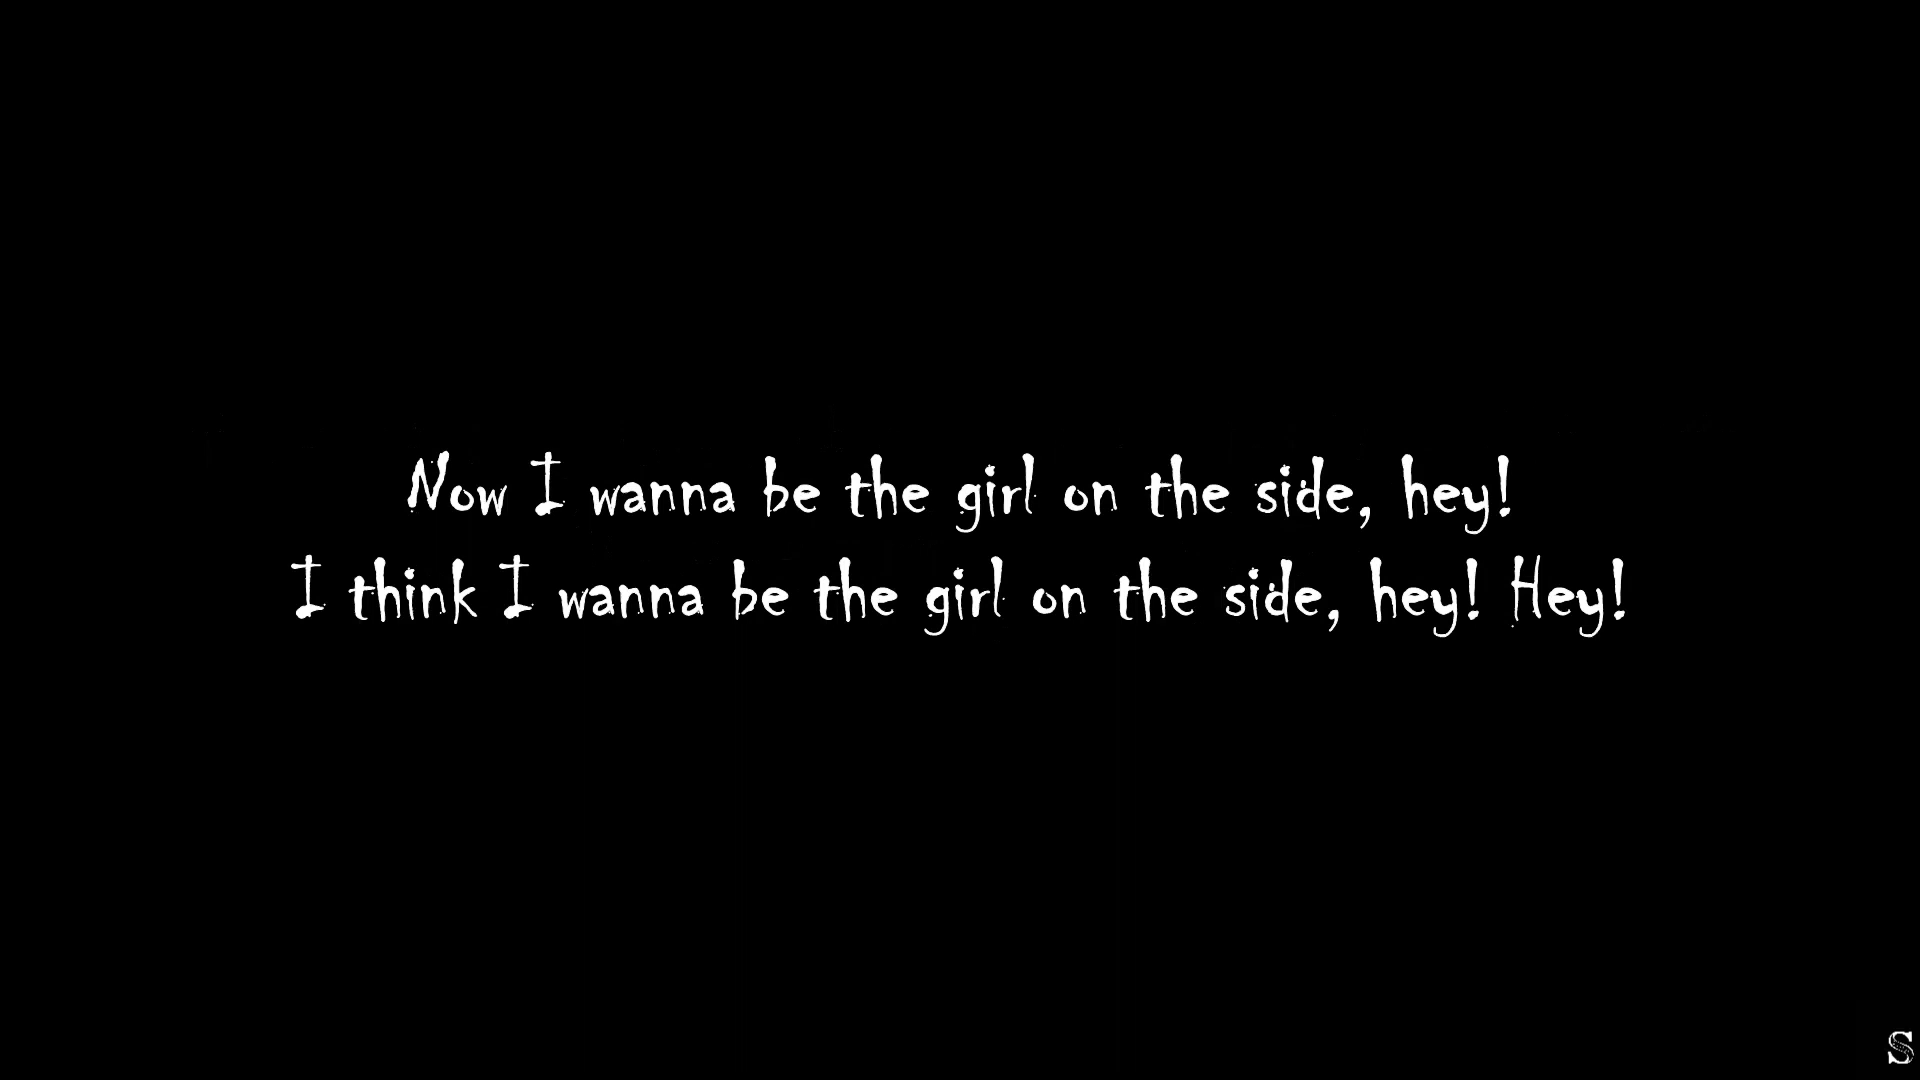 Now I wanna be the girl on the side, hey!
I think I wanna be the girl on the side, hey! Hey!
S